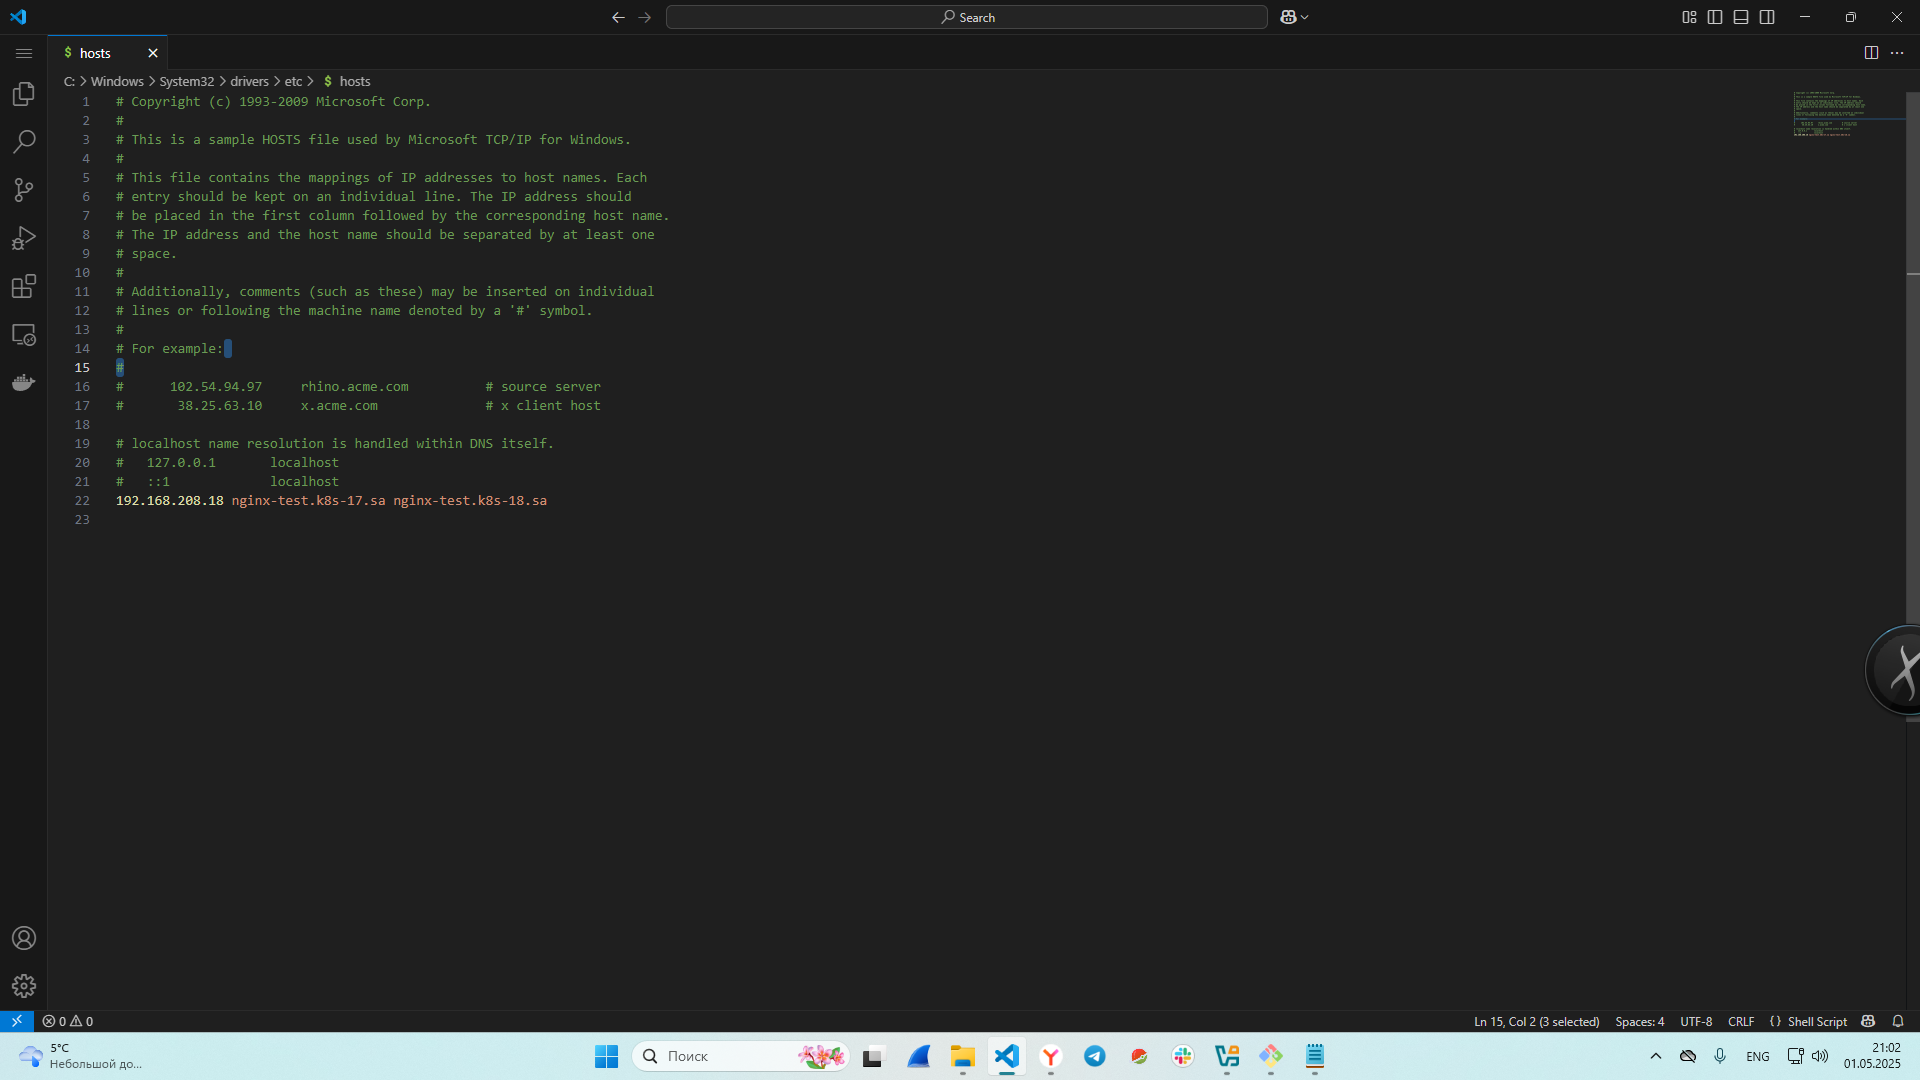 Search
$ hosts
C: > Windows > System32 > drivers > etc > $ hosts
1 # Copyright (c) 1993-2009 Microsoft Corp.
2 #
3 # This is a sample HOSTS file used by Microsoft TCP/IP for Windows.
4 #
5 # This file contains the mappings of IP addresses to host names. Each
6 # entry should be kept on an individual line. The IP address should
7 # be placed in the first column followed by the corresponding host name.
8 # The IP address and the host name should be separated by at least one
9 # space.
10 #
11 # Additionally, comments (such as these) may be inserted on individual
12 # lines or following the machine name denoted by a '#' symbol.
13 #
14 # For example:
15 #
16 #      102.54.94.97     rhino.acme.com          # source server
17 #       38.25.63.10     x.acme.com              # x client host
18
19 # localhost name resolution is handled within DNS itself.
20 #   127.0.0.1       localhost
21 #   ::1             localhost
22 192.168.208.18 nginx-test.k8s-17.sa nginx-test.k8s-18.sa
23
0 0 Ln 15, Col 2 (3 selected) Spaces: 4 UTF-8 CRLF {} Shell Script
5°C
Небольшой до...
Поиск
ENG
21:02
01.05.2025